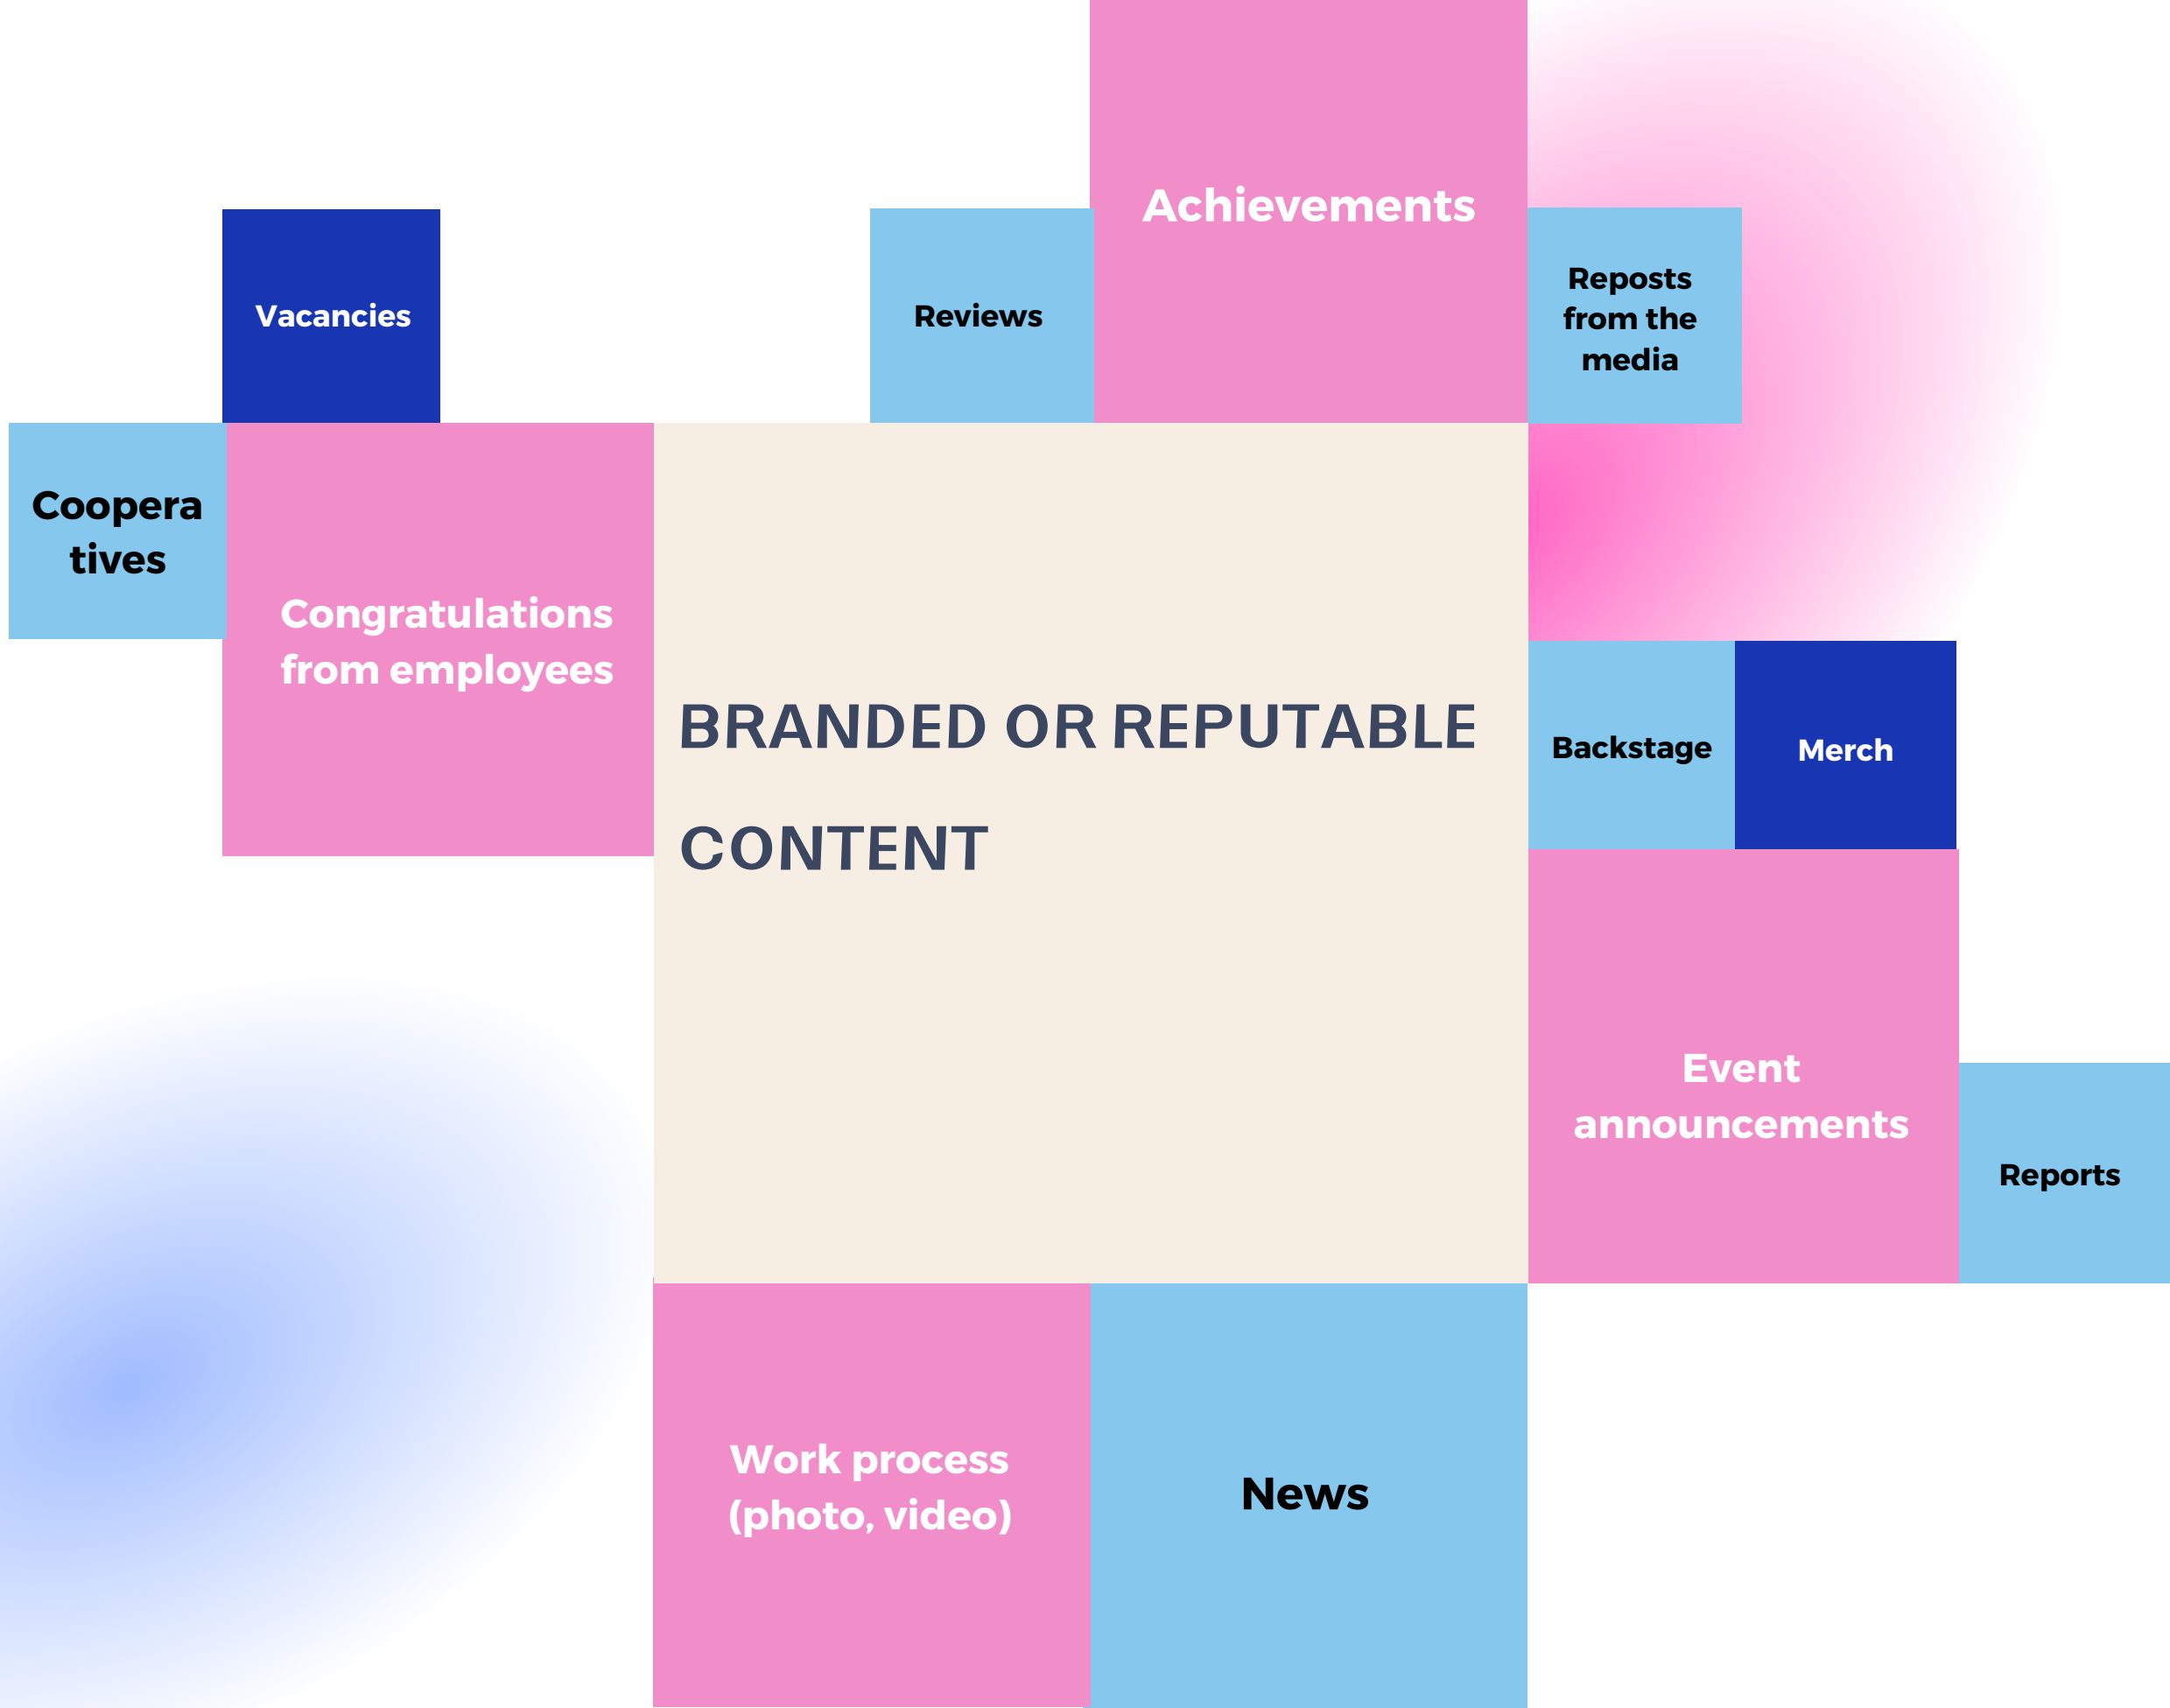 Achievements
Vacancies
Reviews
Reposts
from the
media
Coopera
tives
Congratulations
from employees
BRANDED OR REPUTABLE
CONTENT
Backstage
Merch
Event
announcements
Reports
Work process
(photo, video)
News